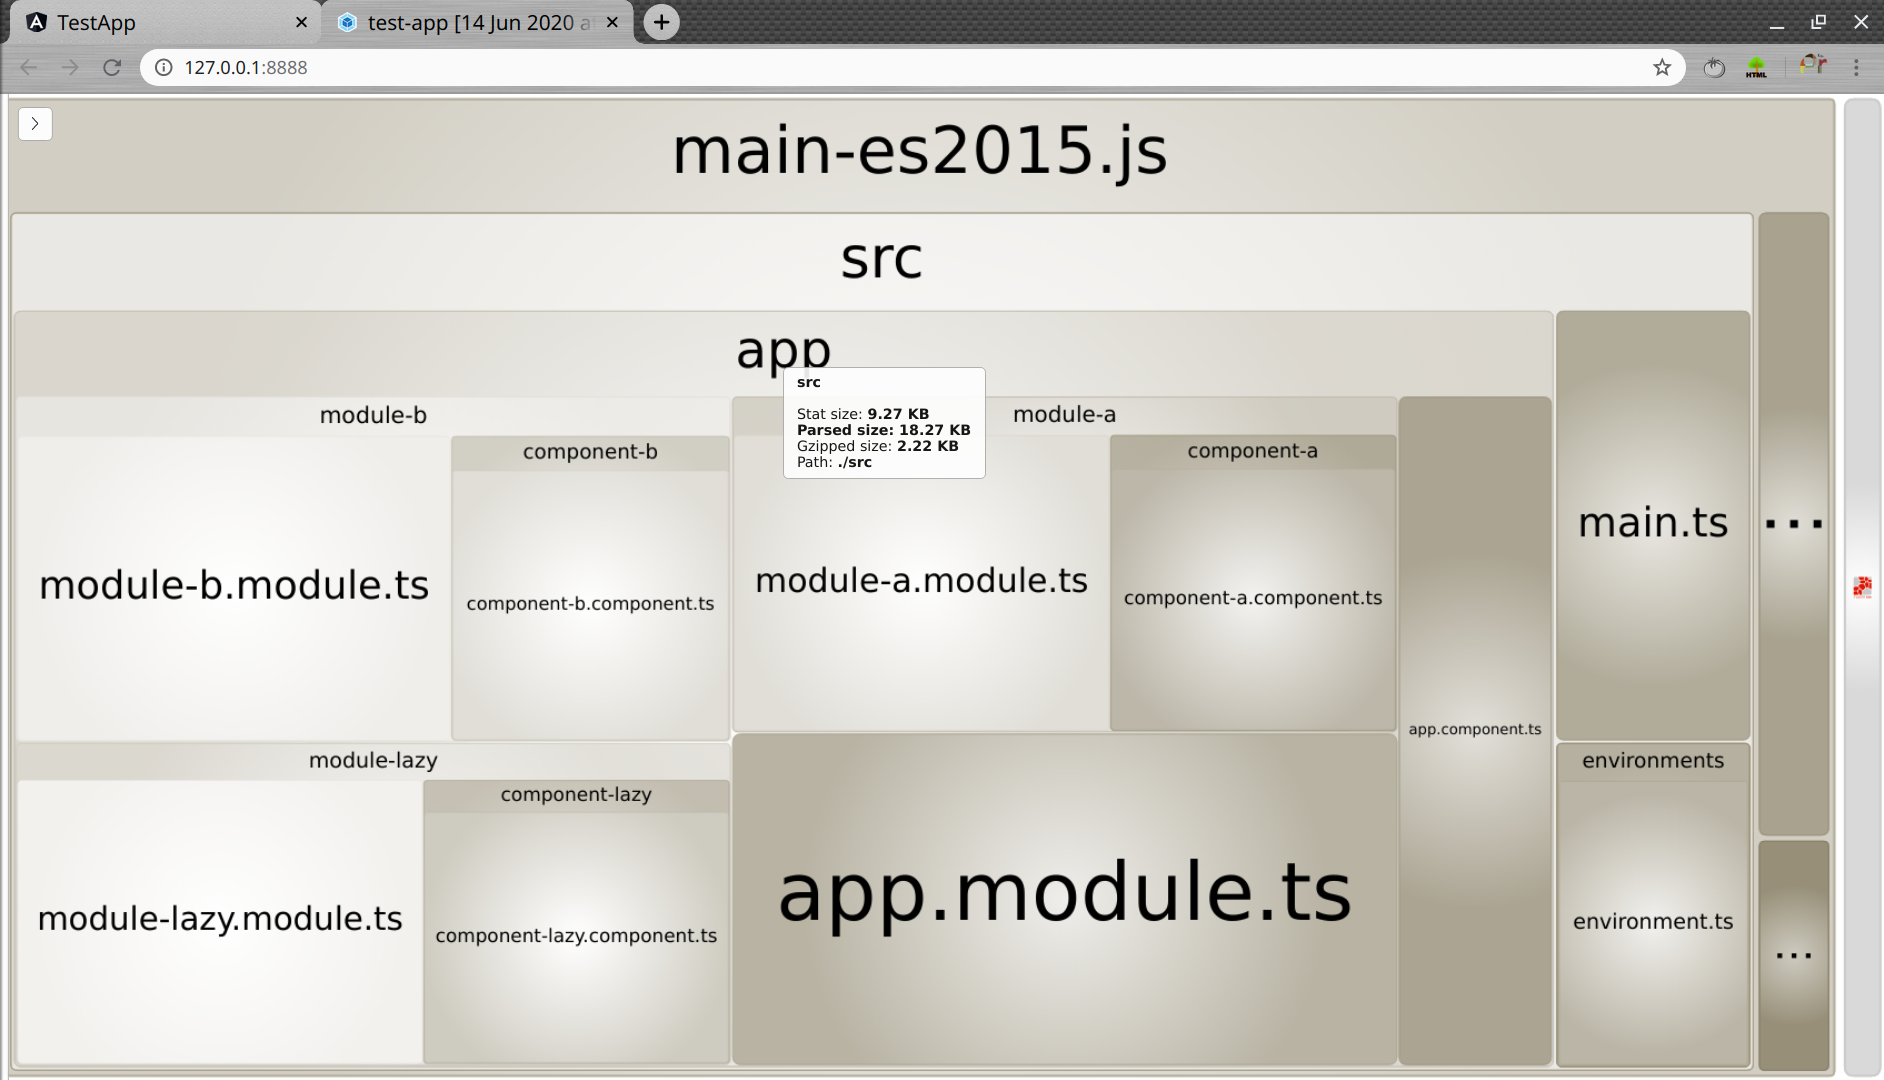 TestApp
test-app [14 Jun 2020 a
127.0.0.1:8888
HTML
main-es2015.js
src
app
src
Stat size: 9.27 KB
Parsed size: 18.27 KB
Gzipped size: 2.22 KB
Path: ./src
module-b
module-a
component-b
component-a
module-b.module.ts
component-b.component.ts
module-a.module.ts
component-a.component.ts
main.ts
...
app.component.ts
module-lazy
component-lazy
environments
module-lazy.module.ts
component-lazy.component.ts
app.module.ts
environment.ts
...